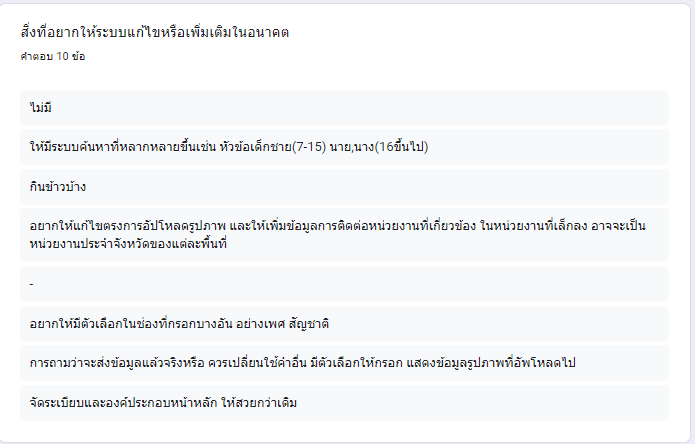 สิ่งที่อยากให้ระบบแก้ไขหรือเพิ่มเติมในอนาคต
คำตอบ 10 ข้อ
ไม่มี
ให้มีระบบค้นหาที่หลากหลายขึ้นเช่น หัวข้อเด็กชาย(7-15) นาย,นาง(16ขึ้นไป)
กินข้าวบ้าง
อยากให้แก้ไขตรงการอัปโหลดรูปภาพ และให้เพิ่มข้อมูลการติดต่อหน่วยงานที่เกี่ยวข้อง ในหน่วยงานที่เล็กลง อาจจะเป็น
หน่วยงานประจำจังหวัดของแต่ละพื้นที่
-
อยากให้มีตัวเลือกในช่องที่กรอกบางอัน อย่างเพศ สัญชาติ
การถามว่าจะส่งข้อมูลแล้วจริงหรือ ควรเปลี่ยนใช้คำอื่น มีตัวเลือกให้กรอก แสดงข้อมูลรูปภาพที่อัพโหลดไป
จัดระเบียบและองค์ประกอบหน้าหลัก ให้สวยกว่าเดิม